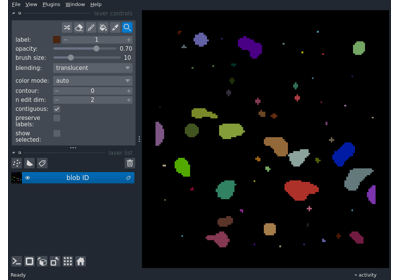 File View Plugins Window Help
layer controls
label: 1
opacity: 0.70
brush size: 10
blending: translucent
color mode: auto
contour: 0
n edit dim: 2
contiguous:
preserve
labels:
show
selected:
layer list
blob ID
Ready
activity